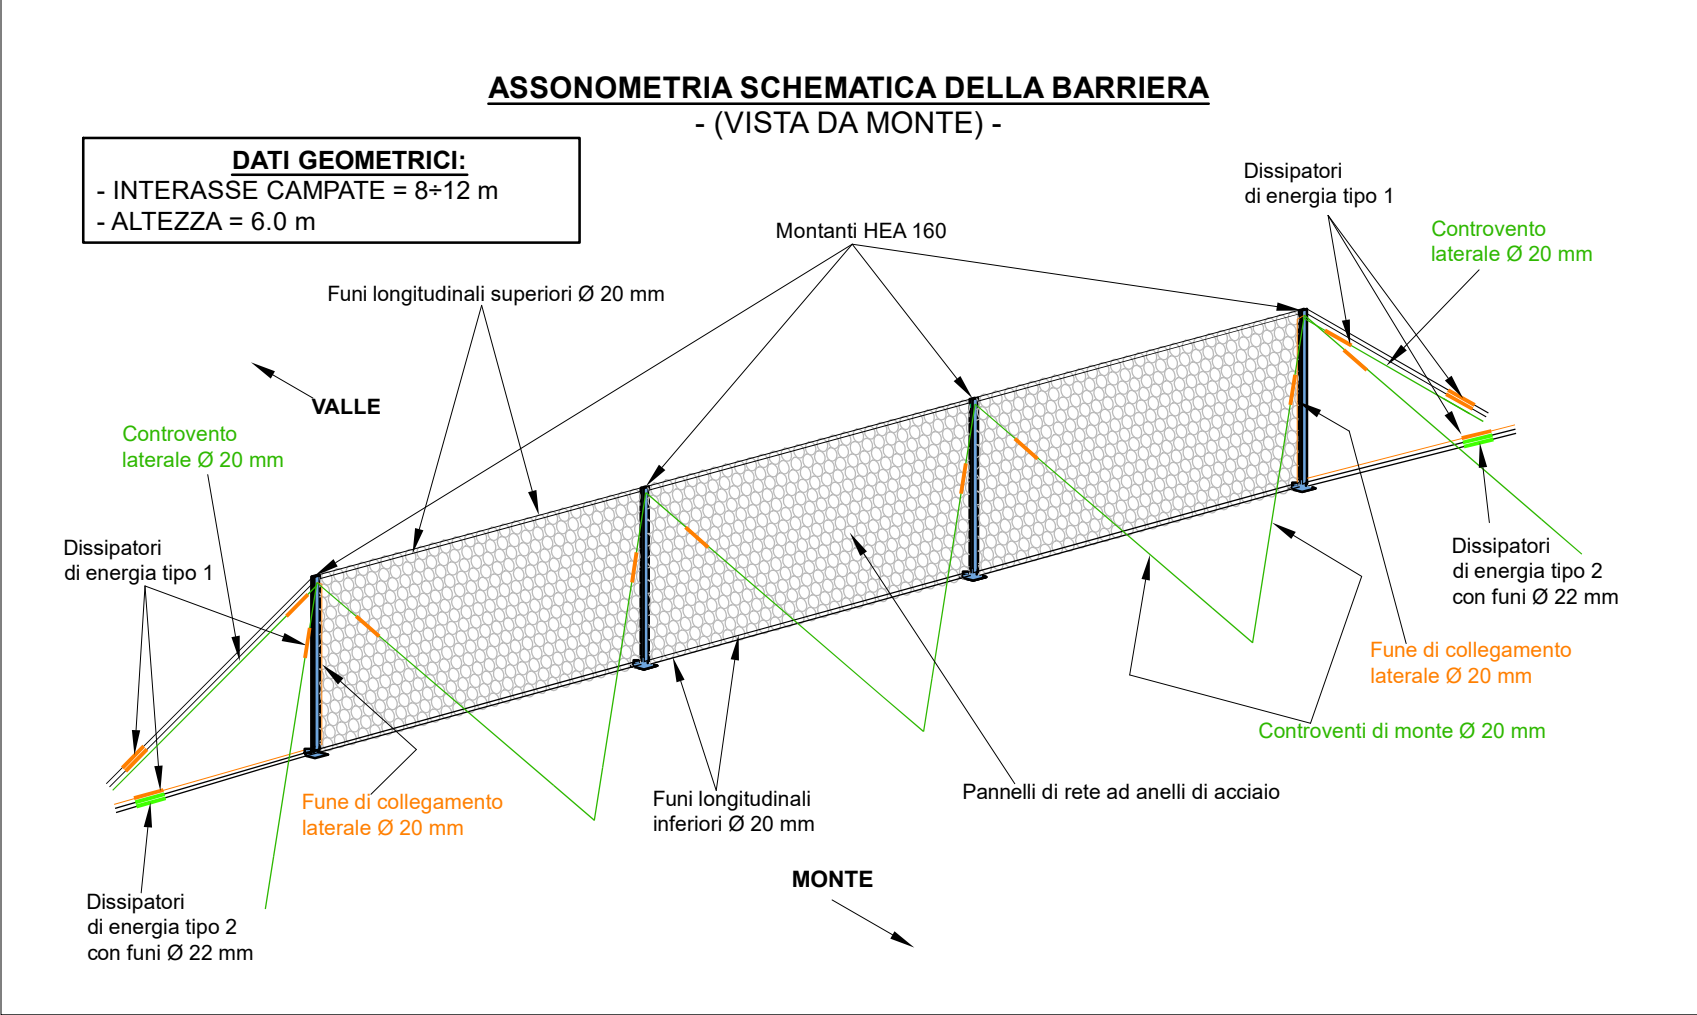 ASSONOMETRIA SCHEMATICA DELLA BARRIERA
- (VISTA DA MONTE) -
DATI GEOMETRICI:
- INTERASSE CAMPATE = 8÷12 m
- ALTEZZA = 6.0 m
Dissipatori
di energia tipo 1
Controvento
laterale Ø 20 mm
Montanti HEA 160
Funi longitudinali superiori Ø 20 mm
VALLE
Controvento
laterale Ø 20 mm
Dissipatori
di energia tipo 1
Dissipatori
di energia tipo 2
con funi Ø 22 mm
Fune di collegamento
laterale Ø 20 mm
Controventi di monte Ø 20 mm
Pannelli di rete ad anelli di acciaio
Funi longitudinali
inferiori Ø 20 mm
Fune di collegamento
laterale Ø 20 mm
MONTE
Dissipatori
di energia tipo 2
con funi Ø 22 mm